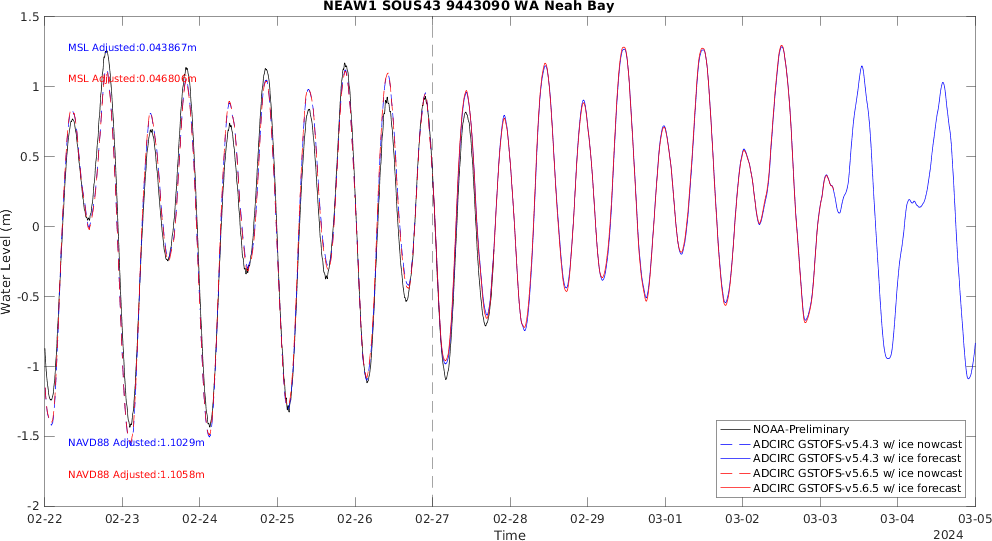 NEAW1 SOUS43 9443090 WA Neah Bay
1.5
MSL Adjusted:0.043867m
MSL Adjusted:0.046806m
1
0.5
0
-0.5
-1
-1.5
-2
Water Level (m)
NAVD88 Adjusted:1.1029m
NAVD88 Adjusted:1.1058m
NOAA-Preliminary
ADCIRC GSTOFS-v5.4.3 w/ ice nowcast
ADCIRC GSTOFS-v5.4.3 w/ ice forecast
ADCIRC GSTOFS-v5.6.5 w/ ice nowcast
ADCIRC GSTOFS-v5.6.5 w/ ice forecast
02-22 02-23 02-24 02-25 02-26 02-27 02-28 02-29 03-01 03-02 03-03 03-04 03-05
Time
2024